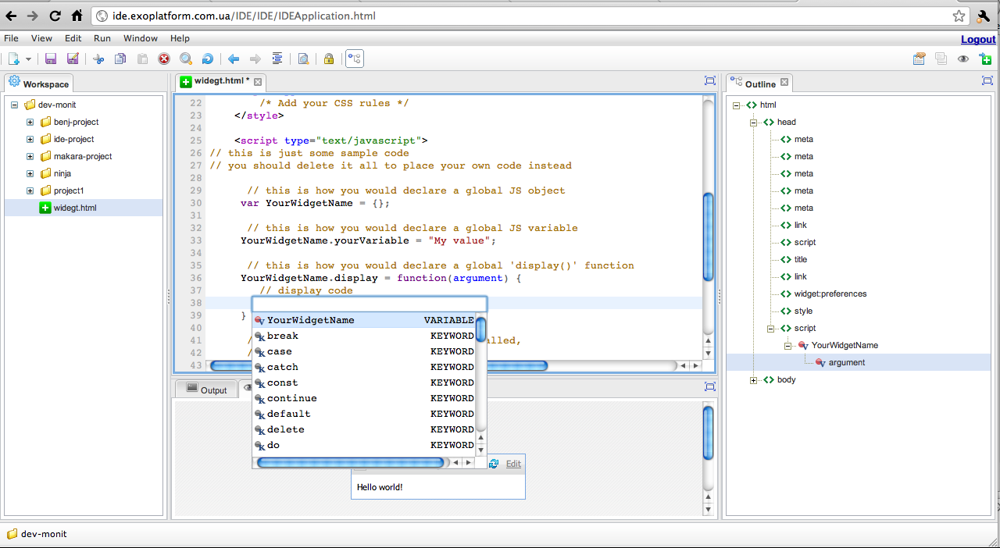 ide.exoplatform.com.ua/IDE/IDE/IDEApplication.html
File View Edit Run Window Help
Logout
Workspace
dev-monit
benj-project
ide-project
makara-project
ninja
project1
widegt.html
widegt.html *
22 /* Add your CSS rules */
23 </style>
24
25 <script type="text/javascript">
26 // this is just some sample code
27 // you should delete it all to place your own code instead
28
29 // this is how you would declare a global JS object
30 var YourWidgetName = {};
31
32 // this is how you would declare a global JS variable
33 YourWidgetName.yourVariable = "My value";
34
35 // this is how you would declare a global 'display()' function
36 YourWidgetName.display = function(argument) {
37 // display code
38
39 }
40
41 / alled,
42 /
43
YourWidgetName VARIABLE
break KEYWORD
case KEYWORD
catch KEYWORD
const KEYWORD
continue KEYWORD
default KEYWORD
delete KEYWORD
do KEYWORD
Output
Edit
Hello world!
Outline
html
head
meta
meta
meta
meta
meta
link
script
title
link
widget:preferences
style
script
YourWidgetName
argument
body
dev-monit